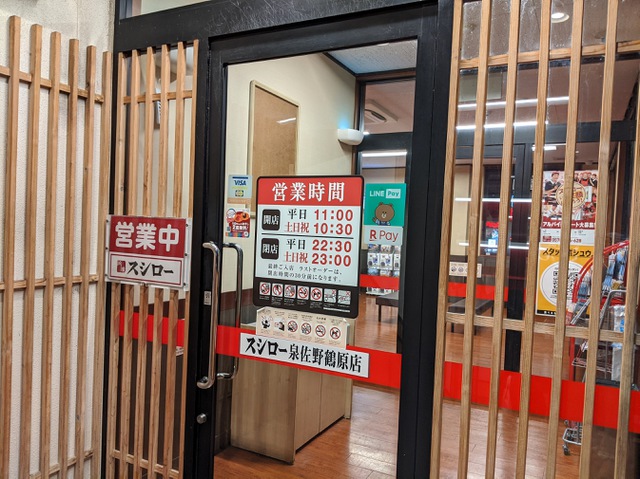 営業中
スシロー
VISA
営業時間
開店
平日 11:00
土日祝 10:30
閉店
平日 22:30
土日祝 23:00
最終ご入店 ラストオーダーは、
閉店時間の30分前になります。
LINE Pay
R Pay
スシロー泉佐野鶴原店